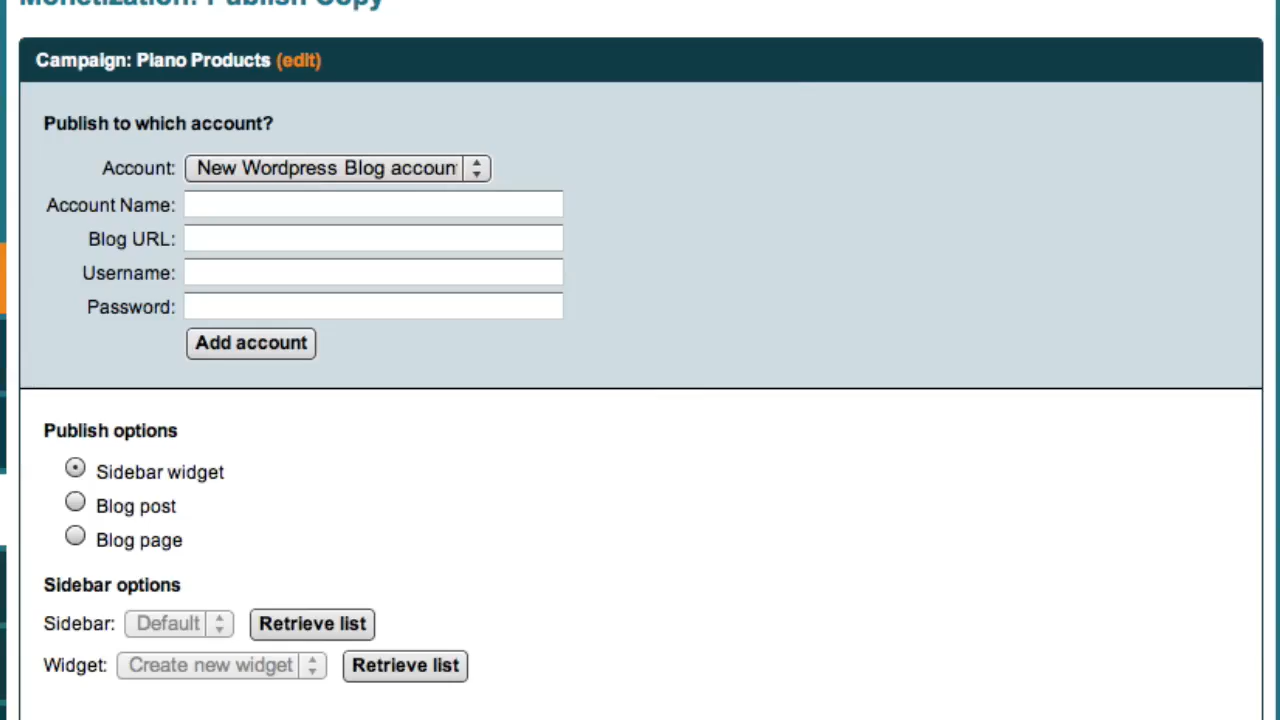 Monetization: Publish Copy
Campaign: Piano Products (edit)
Publish to which account?
Account: New Wordpress Blog accoun
Account Name:
Blog URL:
Username:
Password:
Add account
Publish options
Sidebar widget
Blog post
Blog page
Sidebar options
Sidebar: Default Retrieve list
Widget: Create new widget Retrieve list